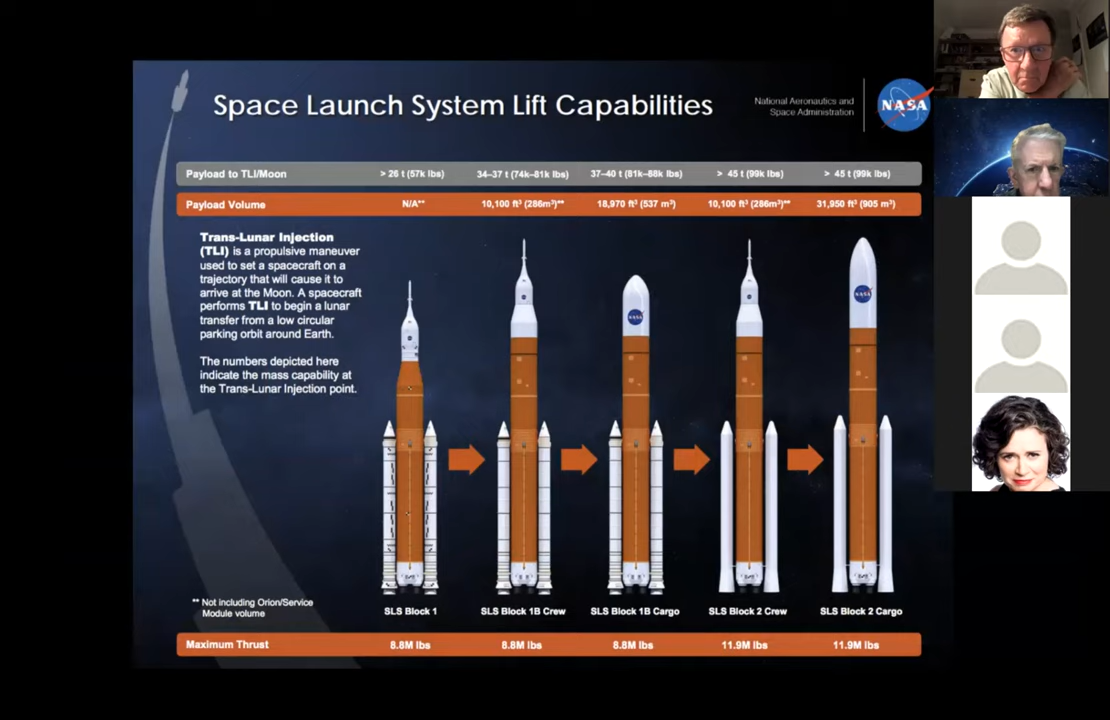 Space Launch System Lift Capabilities
National Aeronautics and
Space Administration
NASA
Payload to TLI/Moon > 26 t (57k lbs) 34–37 t (74k–81k lbs) 37–40 t (81k–88k lbs) > 45 t (99k lbs) > 45 t (99k lbs)
Payload Volume N/A** 10,100 ft³ (286m³)** 18,970 ft³ (537 m³) 10,100 ft³ (286m³)** 31,950 ft³ (905 m³)
Trans-Lunar Injection
(TLI) is a propulsive maneuver
used to set a spacecraft on a
trajectory that will cause it to
arrive at the Moon. A spacecraft
performs TLI to begin a lunar
transfer from a low circular
parking orbit around Earth.
The numbers depicted here
indicate the mass capability at
the Trans-Lunar Injection point.
NASA
NASA
** Not including Orion/Service
Module volume
SLS Block 1 SLS Block 1B Crew SLS Block 1B Cargo SLS Block 2 Crew SLS Block 2 Cargo
Maximum Thrust 8.8M lbs 8.8M lbs 8.8M lbs 11.9M lbs 11.9M lbs